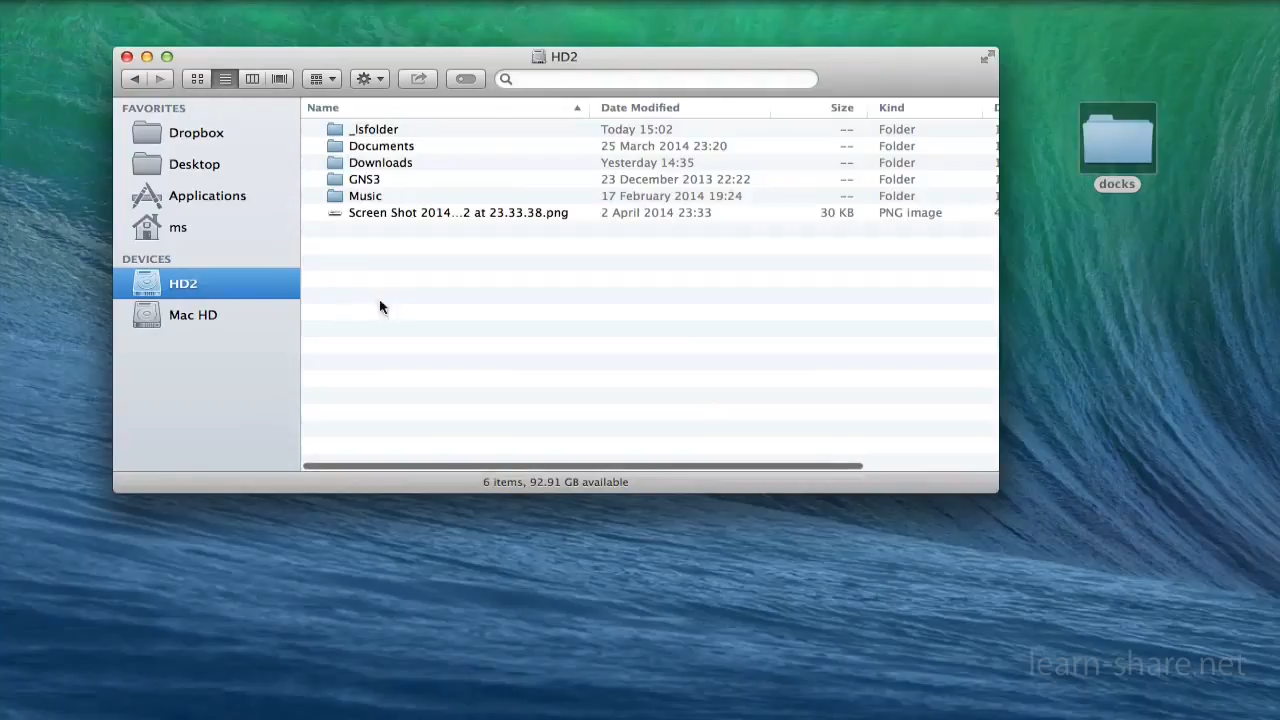 HD2
Name Date Modified Size Kind
FAVORITES
Dropbox
Desktop
Applications
ms
DEVICES
HD2
Mac HD
_lsfolder Today 15:02 -- Folder
Documents 25 March 2014 23:20 -- Folder
Downloads Yesterday 14:35 -- Folder
GNS3 23 December 2013 22:22 -- Folder
Music 17 February 2014 19:24 -- Folder
Screen Shot 2014...2 at 23.33.38.png 2 April 2014 23:33 30 KB PNG image
6 items, 92.91 GB available
docks
learn-share.net